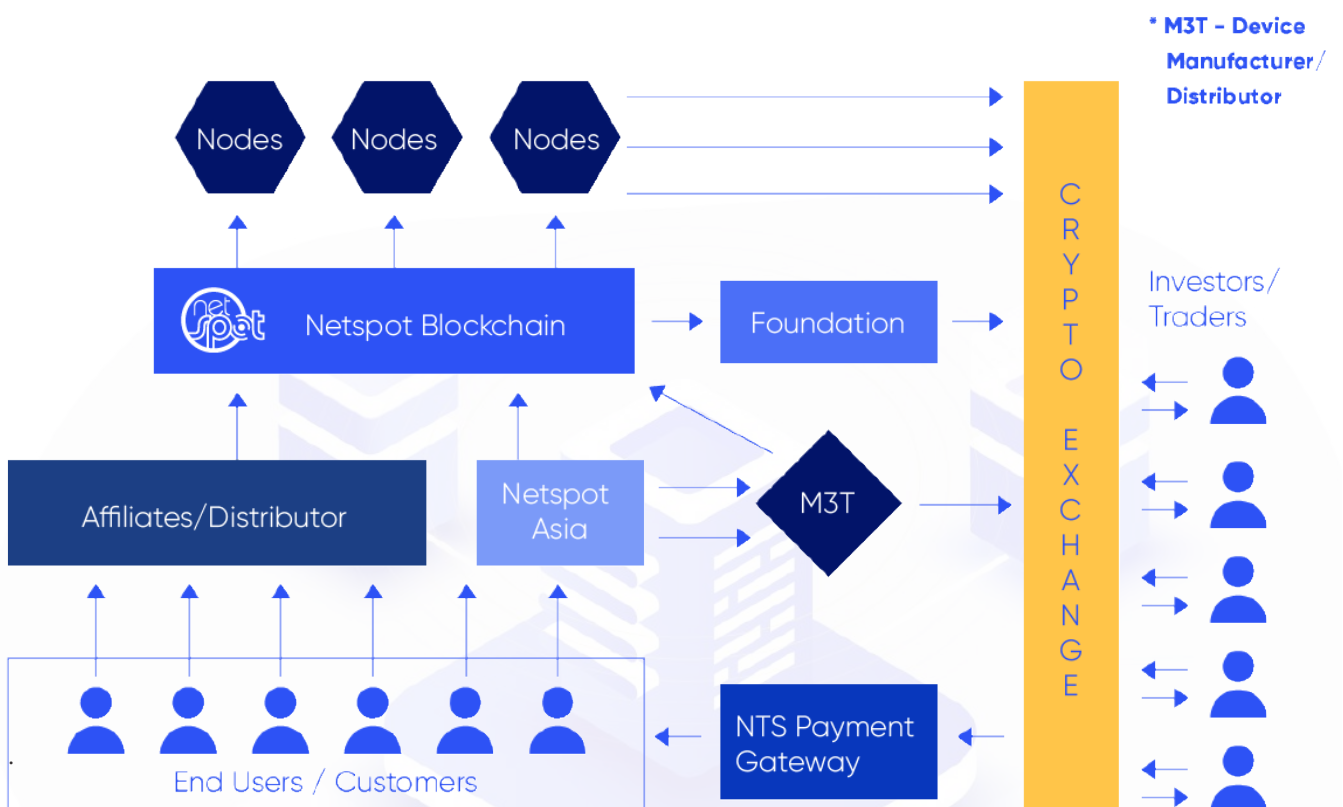 * M3T - Device
Manufacturer/
Distributor
Nodes
Nodes
Nodes
net
spot
Netspot Blockchain
Foundation
C
R
Y
P
T
O
E
X
C
H
A
N
G
E
Investors/
Traders
Affiliates/Distributor
Netspot
Asia
M3T
NTS Payment
Gateway
End Users / Customers